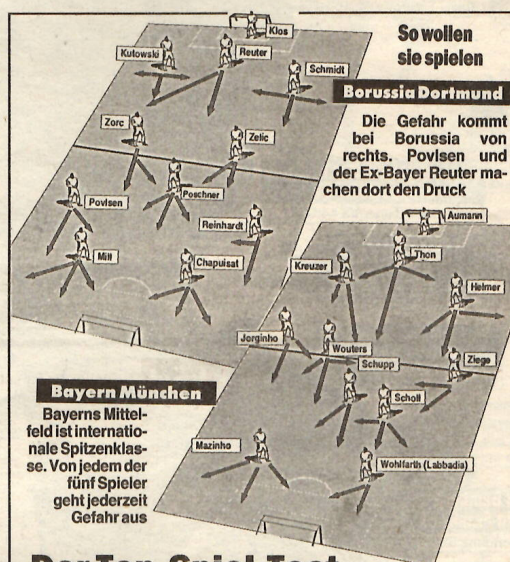 So wollen
sie spielen
Borussia Dortmund
Die Gefahr kommt
bei Borussia von
rechts. Povlsen und
der Ex-Bayer Reuter ma-
chen dort den Druck
Klos
Kutowski
Reuter
Schmidt
Zorc
Zelic
Povlsen
Poschner
Reinhardt
Mill
Chapuisat
Aumann
Kreuzer
Thon
Helmer
Jorginho
Wouters
Schupp
Ziege
Scholl
Mazinho
Wohlfarth (Labbadia)
Bayern München
Bayerns Mittel-
feld ist internatio-
nale Spitzenklas-
se. Von jedem der
fünf Spieler
geht jederzeit
Gefahr aus